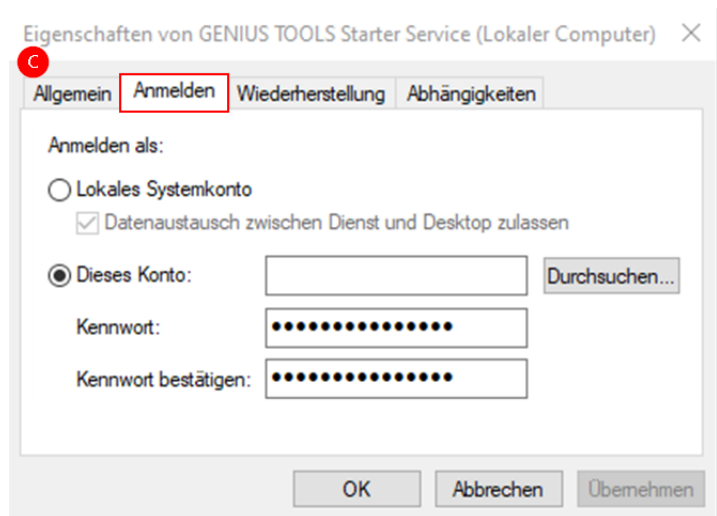 Eigenschaften von GENIUS TOOLS Starter Service (Lokaler Computer)
C
Allgemein Anmelden Wiederherstellung Abhängigkeiten
Anmelden als:
Lokales Systemkonto
Datenaustausch zwischen Dienst und Desktop zulassen
Dieses Konto: Durchsuchen...
Kennwort: •••••••••••••••
Kennwort bestätigen: •••••••••••••••
OK Abbrechen Übernehmen